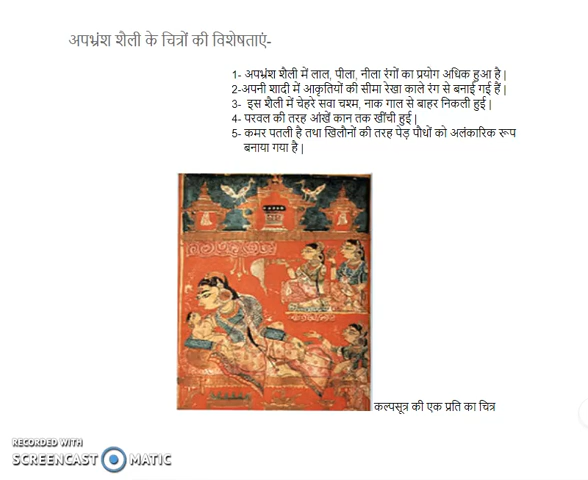 अपभ्रंश शैली के चित्रों की विशेषताएं-
1- अपभ्रंश शैली में लाल, पीला, नीला रंगों का प्रयोग अधिक हुआ है |
2-अपनी शादी में आकृतियों की सीमा रेखा काले रंग से बनाई गई हैं |
3- इस शैली में चेहरे सवा चश्म, नाक गाल से बाहर निकली हुई |
4- परवल की तरह आंखें कान तक खींची हुई |
5- कमर पतली है तथा खिलौनों की तरह पेड़ पौधों को अलंकारिक रूप
बनाया गया है |
कल्पसूत्र की एक प्रति का चित्र
RECORDED WITH
SCREENCAST MATIC